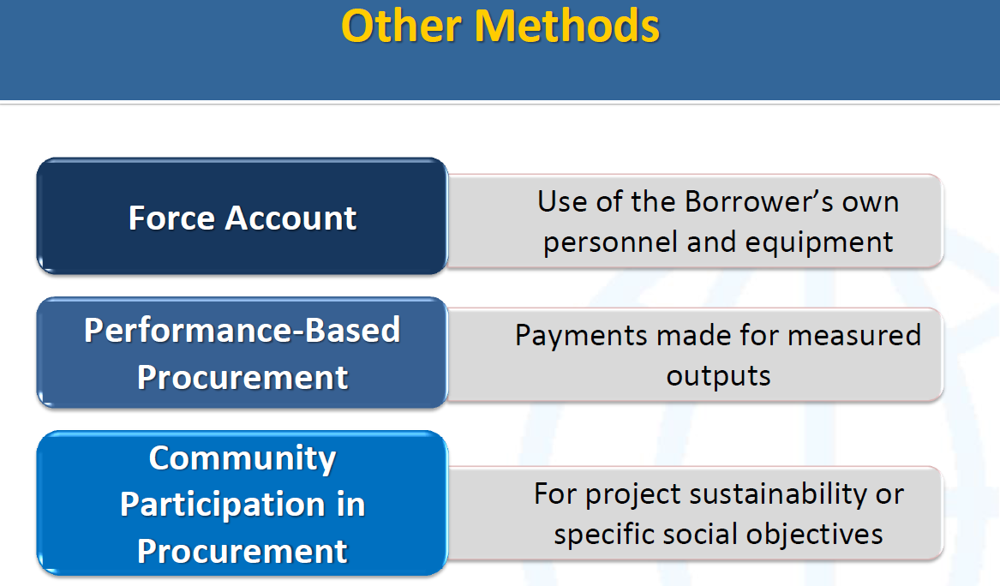 Other Methods
Force Account
Use of the Borrower’s own
personnel and equipment
Performance-Based
Procurement
Payments made for measured
outputs
Community
Participation in
Procurement
For project sustainability or
specific social objectives